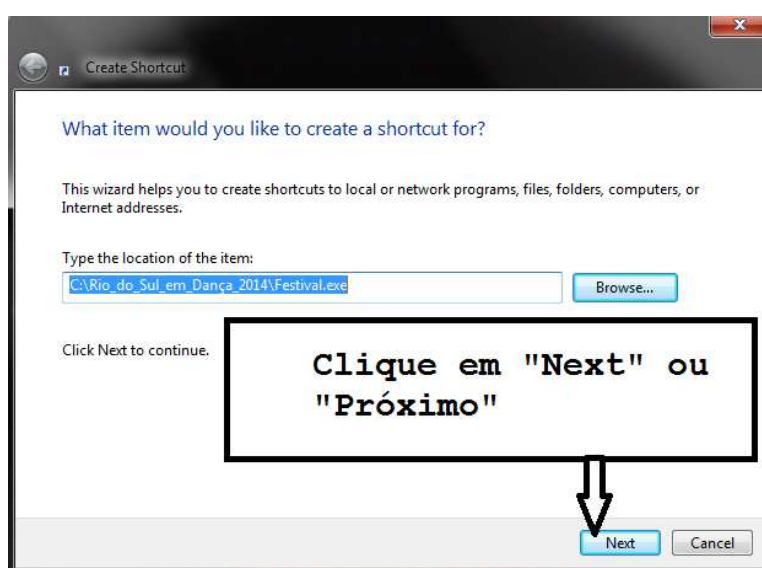 Create Shortcut
What item would you like to create a shortcut for?
This wizard helps you to create shortcuts to local or network programs, files, folders, computers, or
Internet addresses.
Type the location of the item:
C:\Rio_do_Sul_em_Dança_2014\Festival.exe
Browse...
Click Next to continue.
Clique em "Next" ou
"Próximo"
Next
Cancel